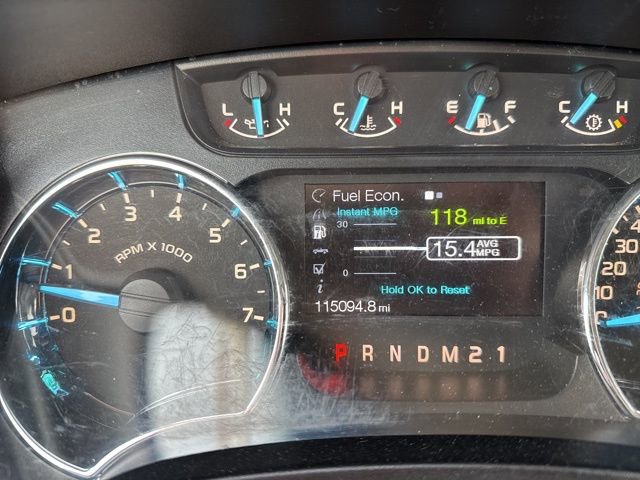 L H
C H
E F
C H
Fuel Econ.
Instant MPG
30
0
118 mi to E
15.4 AVG MPG
Hold OK to Reset
115094.8 mi
P R N D M 2 1
0 1 2 3 4 5 6 7
RPM X 1000
30
20
10
0